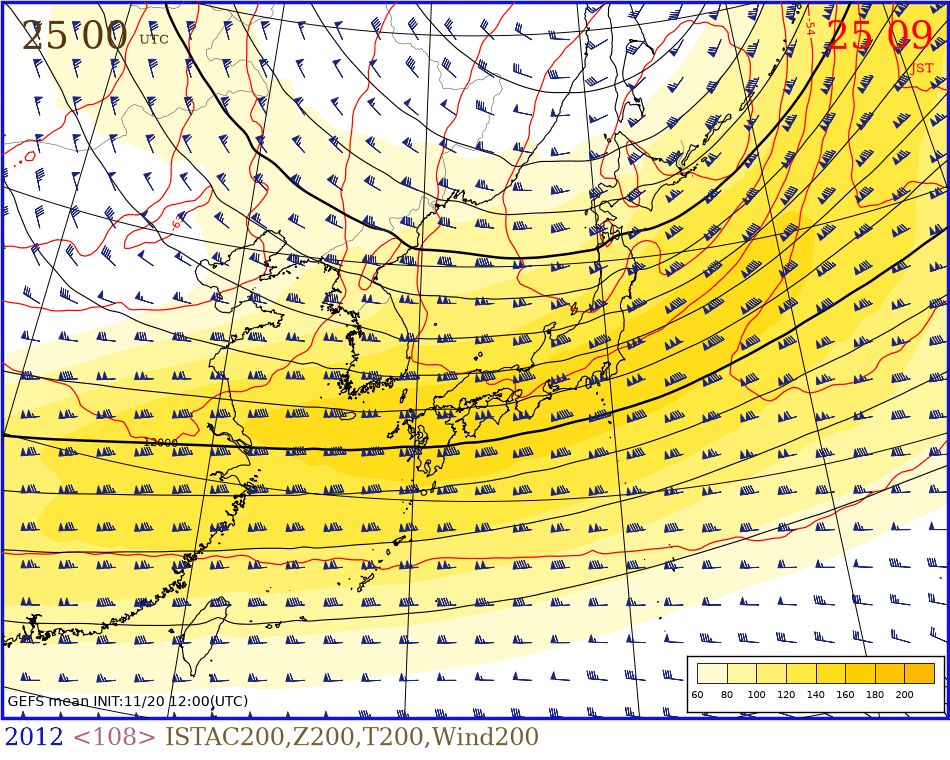 25 00 UTC
25 09
JST
-54
-6
12000
60 80 100 120 140 160 180 200
GEFS mean INIT:11/20 12:00(UTC)
2012 <108> ISTAC200,Z200,T200,Wind200